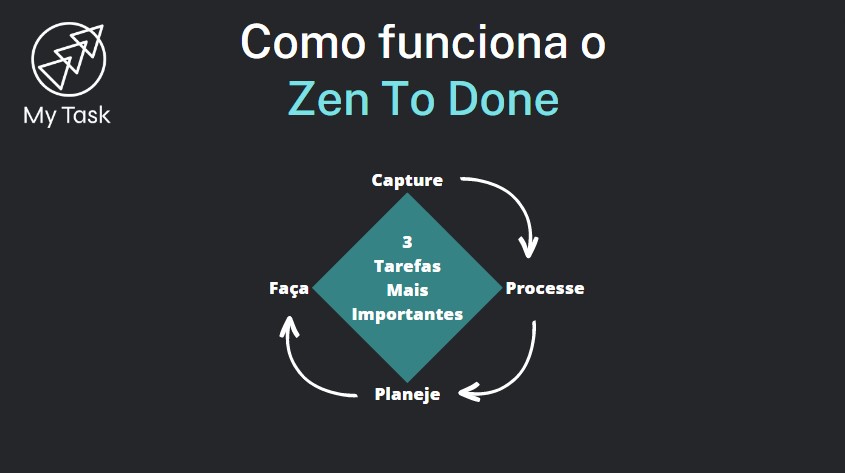 My Task
Como funciona o
Zen To Done
Capture
3
Tarefas
Mais
Importantes
Faça
Processe
Planeje